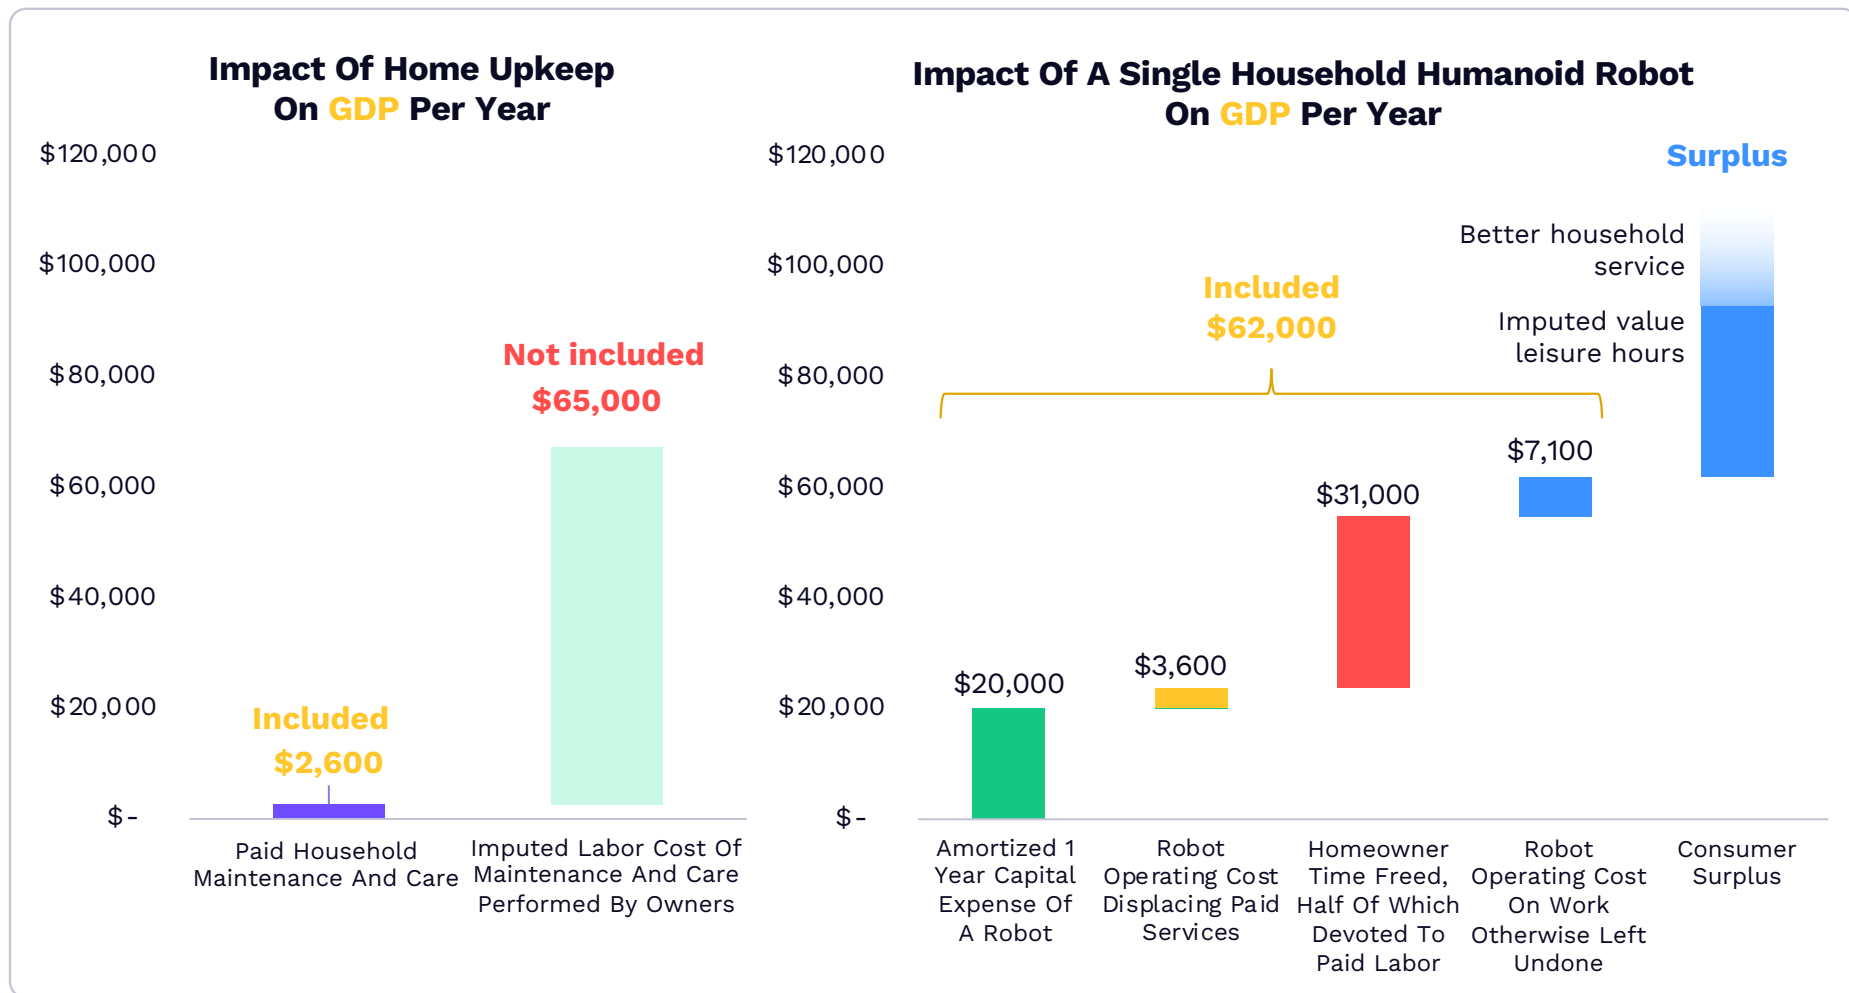 Impact Of Home Upkeep
On GDP Per Year
$120,000
$100,000
$80,000
$60,000
$40,000
$20,000
$-
Not included
$65,000
Included
$2,600
Paid Household
Maintenance And Care
Imputed Labor Cost Of
Maintenance And Care
Performed By Owners
Impact Of A Single Household Humanoid Robot
On GDP Per Year
$120,000
$100,000
$80,000
$60,000
$40,000
$20,000
$-
Surplus
Better household
service
Imputed value
leisure hours
Included
$62,000
$20,000
$3,600
$31,000
$7,100
Amortized 1
Year Capital
Expense Of
A Robot
Robot
Operating Cost
Displacing Paid
Services
Homeowner
Time Freed,
Half Of Which
Devoted To
Paid Labor
Robot
Operating Cost
On Work
Otherwise Left
Undone
Consumer
Surplus